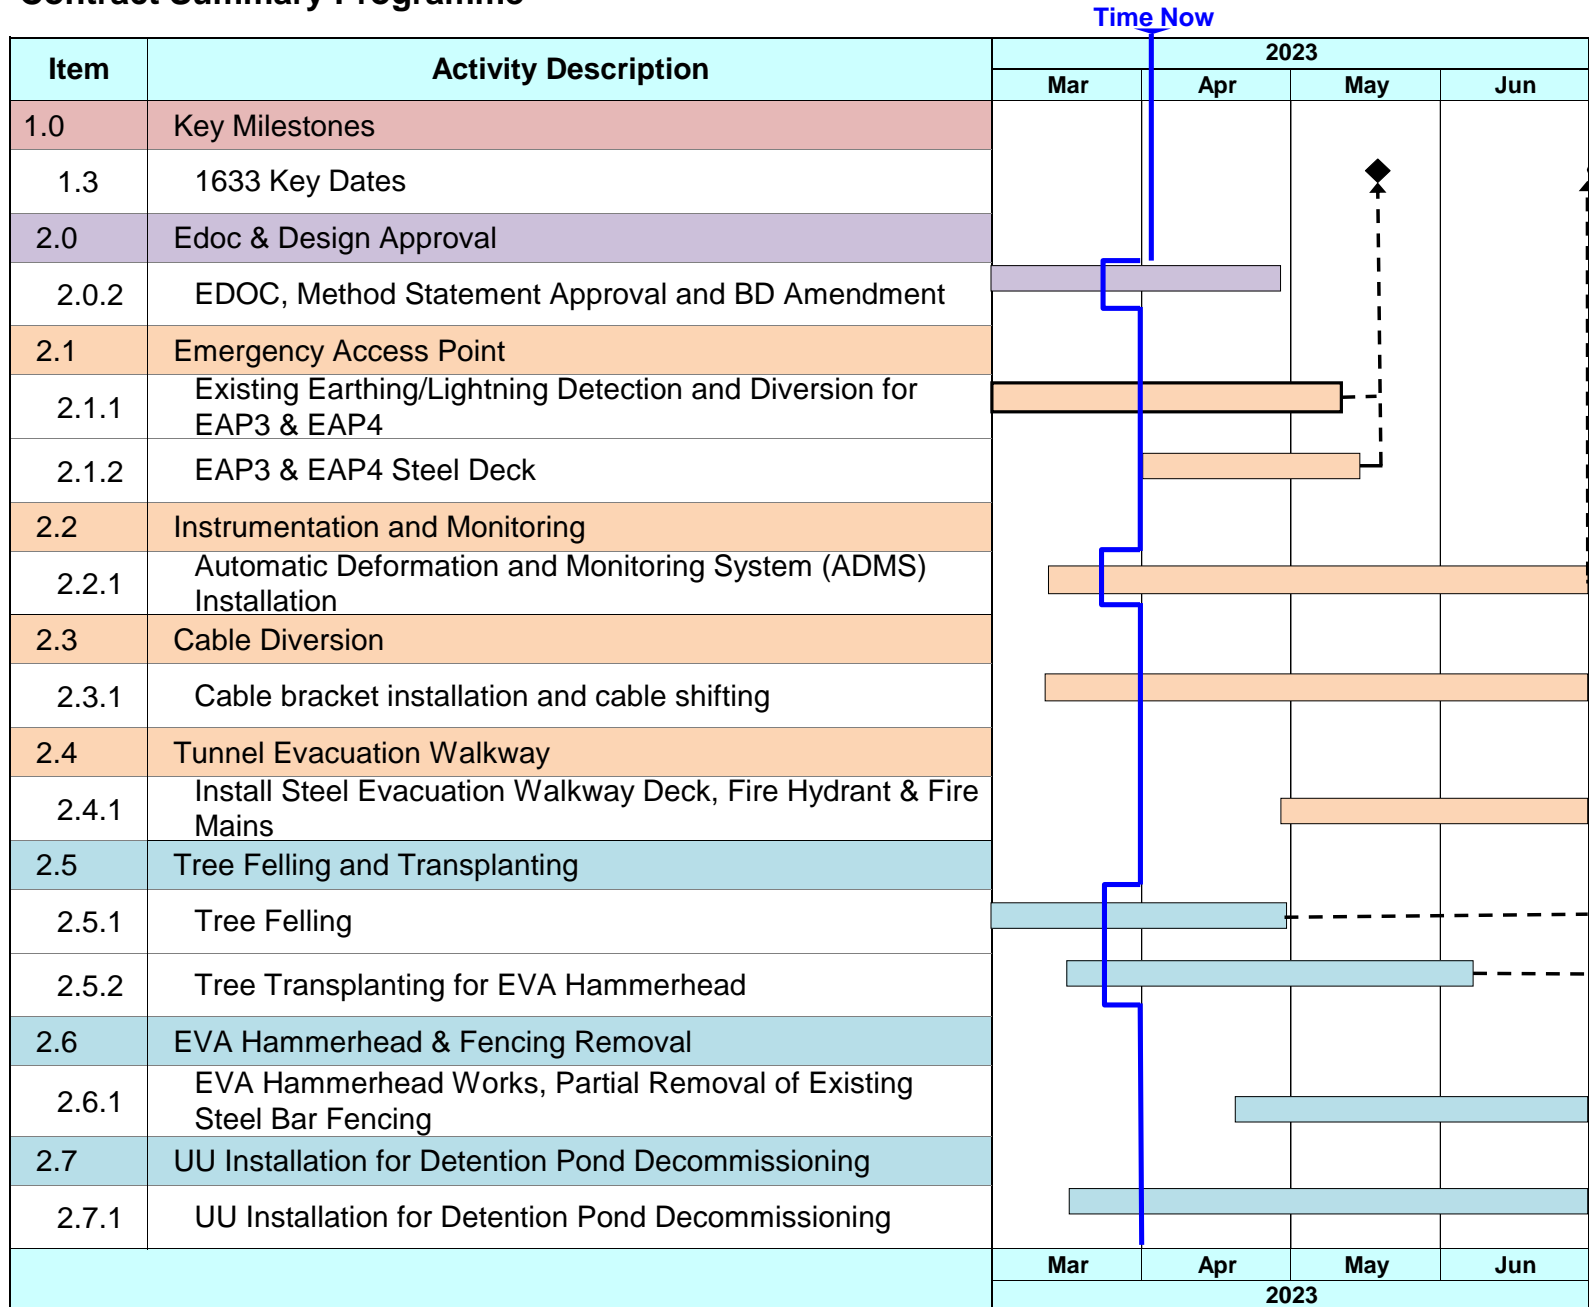 Contract Summary Programme
Time Now
Item Activity Description 2023
Mar Apr May Jun
1.0 Key Milestones
1.3 1633 Key Dates
2.0 Edoc & Design Approval
2.0.2 EDOC, Method Statement Approval and BD Amendment
2.1 Emergency Access Point
2.1.1 Existing Earthing/Lightning Detection and Diversion for
EAP3 & EAP4
2.1.2 EAP3 & EAP4 Steel Deck
2.2 Instrumentation and Monitoring
2.2.1 Automatic Deformation and Monitoring System (ADMS)
Installation
2.3 Cable Diversion
2.3.1 Cable bracket installation and cable shifting
2.4 Tunnel Evacuation Walkway
2.4.1 Install Steel Evacuation Walkway Deck, Fire Hydrant & Fire
Mains
2.5 Tree Felling and Transplanting
2.5.1 Tree Felling
2.5.2 Tree Transplanting for EVA Hammerhead
2.6 EVA Hammerhead & Fencing Removal
2.6.1 EVA Hammerhead Works, Partial Removal of Existing
Steel Bar Fencing
2.7 UU Installation for Detention Pond Decommissioning
2.7.1 UU Installation for Detention Pond Decommissioning
Mar Apr May Jun
2023